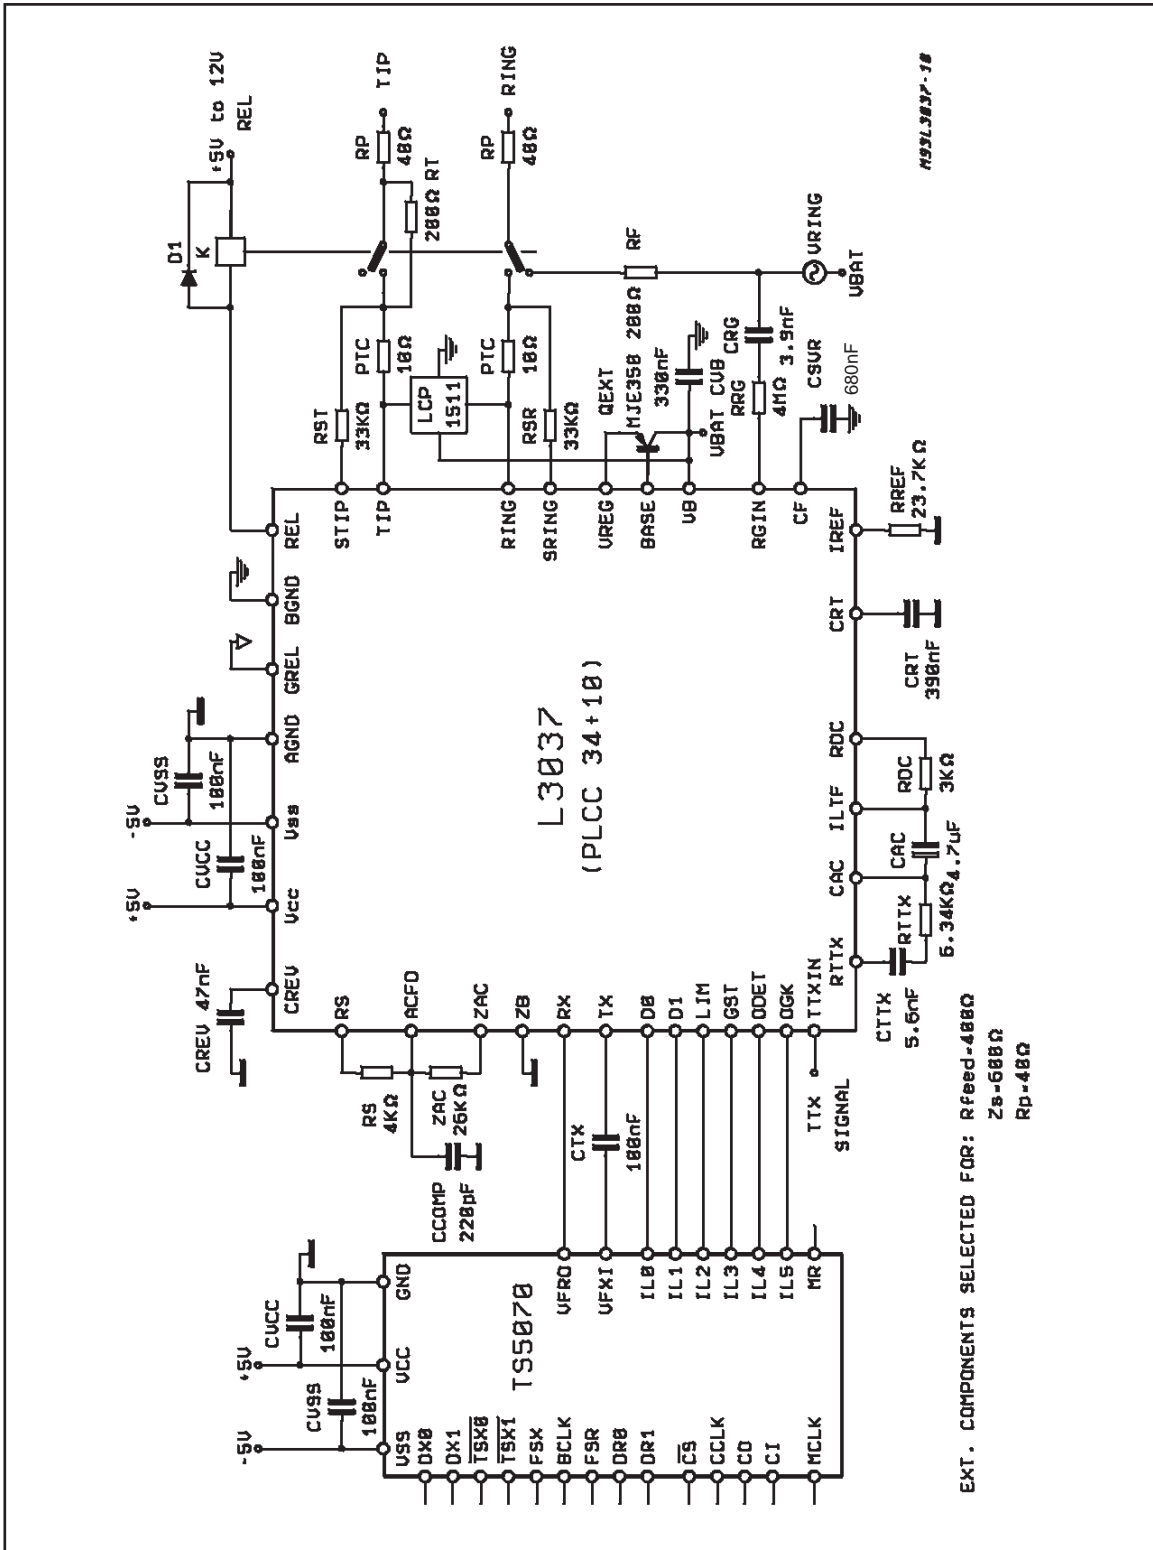 +5V to 12V
REL
D1
K
TIP
RING
RP
40Ω
RP
40Ω
200Ω RT
M93L3037-18
RST
33KΩ
PTC
10Ω
LCP
1511
PTC
10Ω
RSR
33KΩ
QEXT
MJE350
200Ω
RF
330nF
VBAT CVB
RRG
4MΩ
CRG
3.9nF
VRING
VBAT
CSVR
680nF
RREF
23.7KΩ
REL
BGND
GREL
AGND
Vss
Vcc
CREV
STIP
TIP
RING
SRING
VREG
BASE
VB
RGIN
CF
IREF
CRT
RDC
ILTF
CAC
RTTX
L3037
(PLCC 34+10)
CRT
390nF
RDC
3KΩ
CAC
4.7uF
RTTX
CTTX
5.6nF
-5V
CVSS
100nF
+5V
CVCC
100nF
CREV 47nF
RS
ACFD
ZAC
ZB
RX
TX
D0
D1
LIM
GST
ODET
OGK
TTXIN
RS
4KΩ
ZAC
26KΩ
CCOMP
220pF
CTX
100nF
TTX
SIGNAL
GND
VCC
VSS
CVCC
100nF
+5V
CVSS
100nF
-5V
TS5070
VFRO
VFXI
IL0
IL1
IL2
IL3
IL4
IL5
MR
DX0
DX1
TSX0
TSX1
FSX
BCLK
FSR
DR0
DR1
CS
CCLK
CO
CI
MCLK
EXT. COMPONENTS SELECTED FOR: Rfeed=400Ω
Zs=600Ω
Rp=40Ω